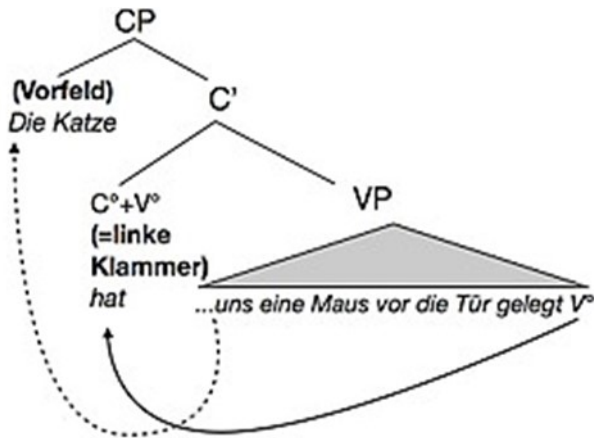 CP
(Vorfeld)
Die Katze
C'
C°+V°
(=linke
Klammer)
hat
VP
...uns eine Maus vor die Tür gelegt V°